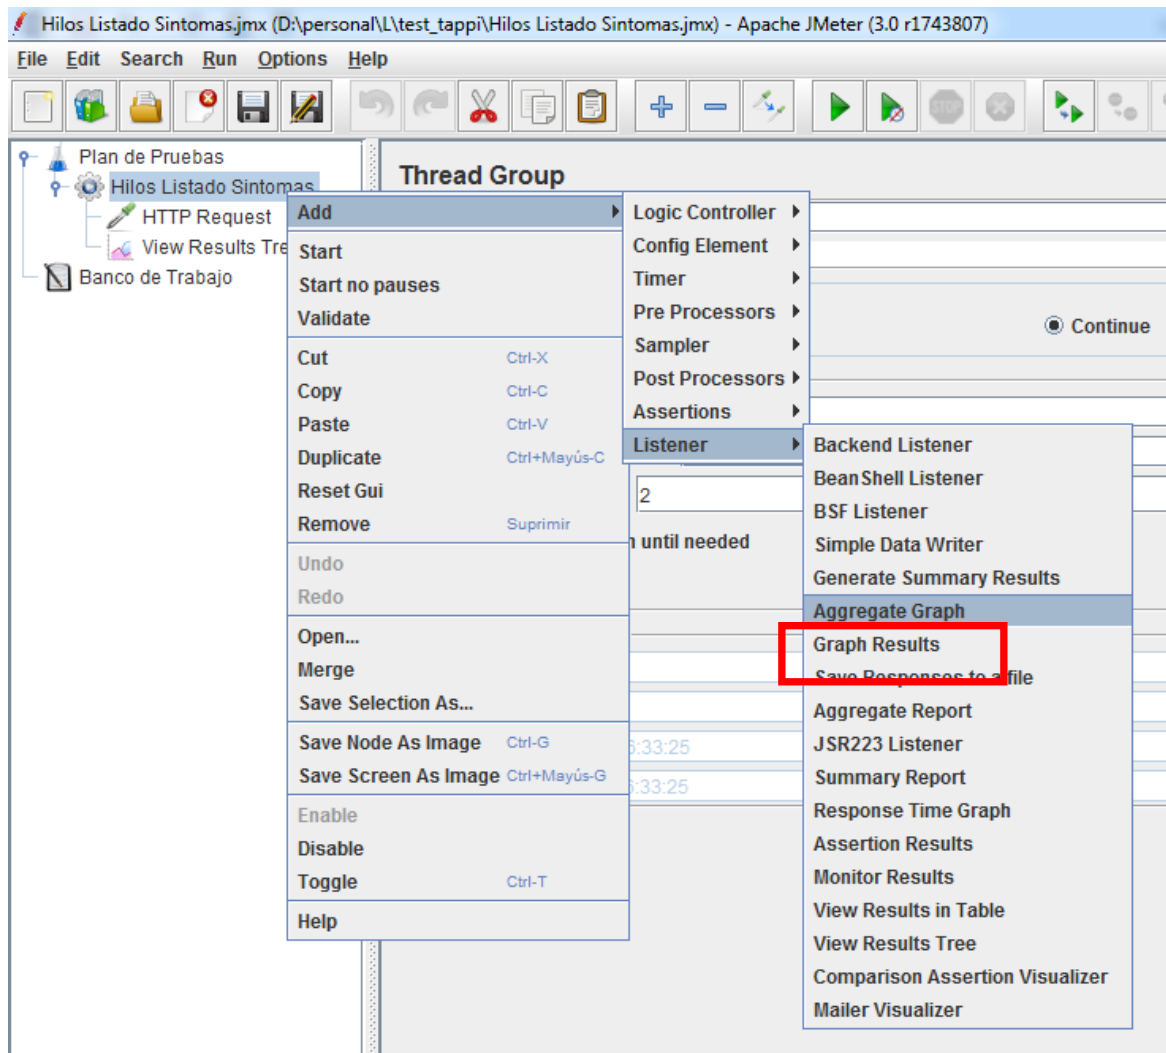 Hilos Listado Sintomas.jmx (D:\personal\L\test_tappi\Hilos Listado Sintomas.jmx) - Apache JMeter (3.0 r1743807)
File Edit Search Run Options Help
STOP
Plan de Pruebas
Hilos Listado Sintomas
HTTP Request
View Results Tre
Banco de Trabajo
Thread Group
Continue
2
n until needed
6:33:25
6:33:25
Add
Start
Start no pauses
Validate
Cut Ctrl-X
Copy Ctrl-C
Paste Ctrl-V
Duplicate Ctrl+Mayús-C
Reset Gui
Remove Suprimir
Undo
Redo
Open...
Merge
Save Selection As...
Save Node As Image Ctrl-G
Save Screen As Image Ctrl+Mayús-G
Enable
Disable
Toggle Ctrl-T
Help
Logic Controller
Config Element
Timer
Pre Processors
Sampler
Post Processors
Assertions
Listener
Backend Listener
BeanShell Listener
BSF Listener
Simple Data Writer
Generate Summary Results
Aggregate Graph
Graph Results
Save Responses to a file
Aggregate Report
JSR223 Listener
Summary Report
Response Time Graph
Assertion Results
Monitor Results
View Results in Table
View Results Tree
Comparison Assertion Visualizer
Mailer Visualizer